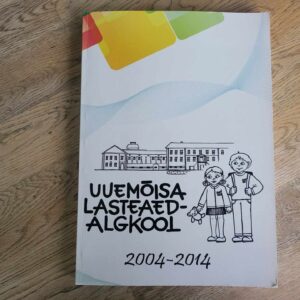 UUEMÕISA
LASTEAED-
ALGKOOL
2004-2014